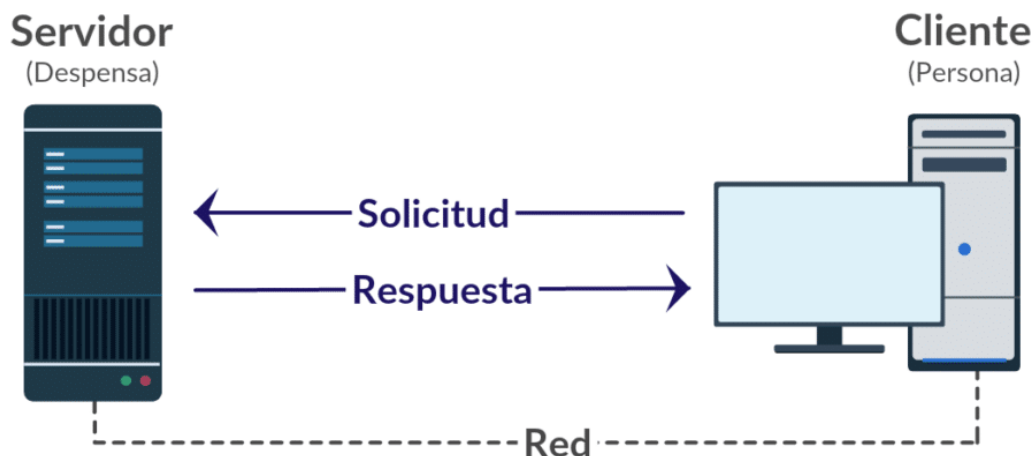 Servidor
(Despensa)
Cliente
(Persona)
Solicitud
Respuesta
Red